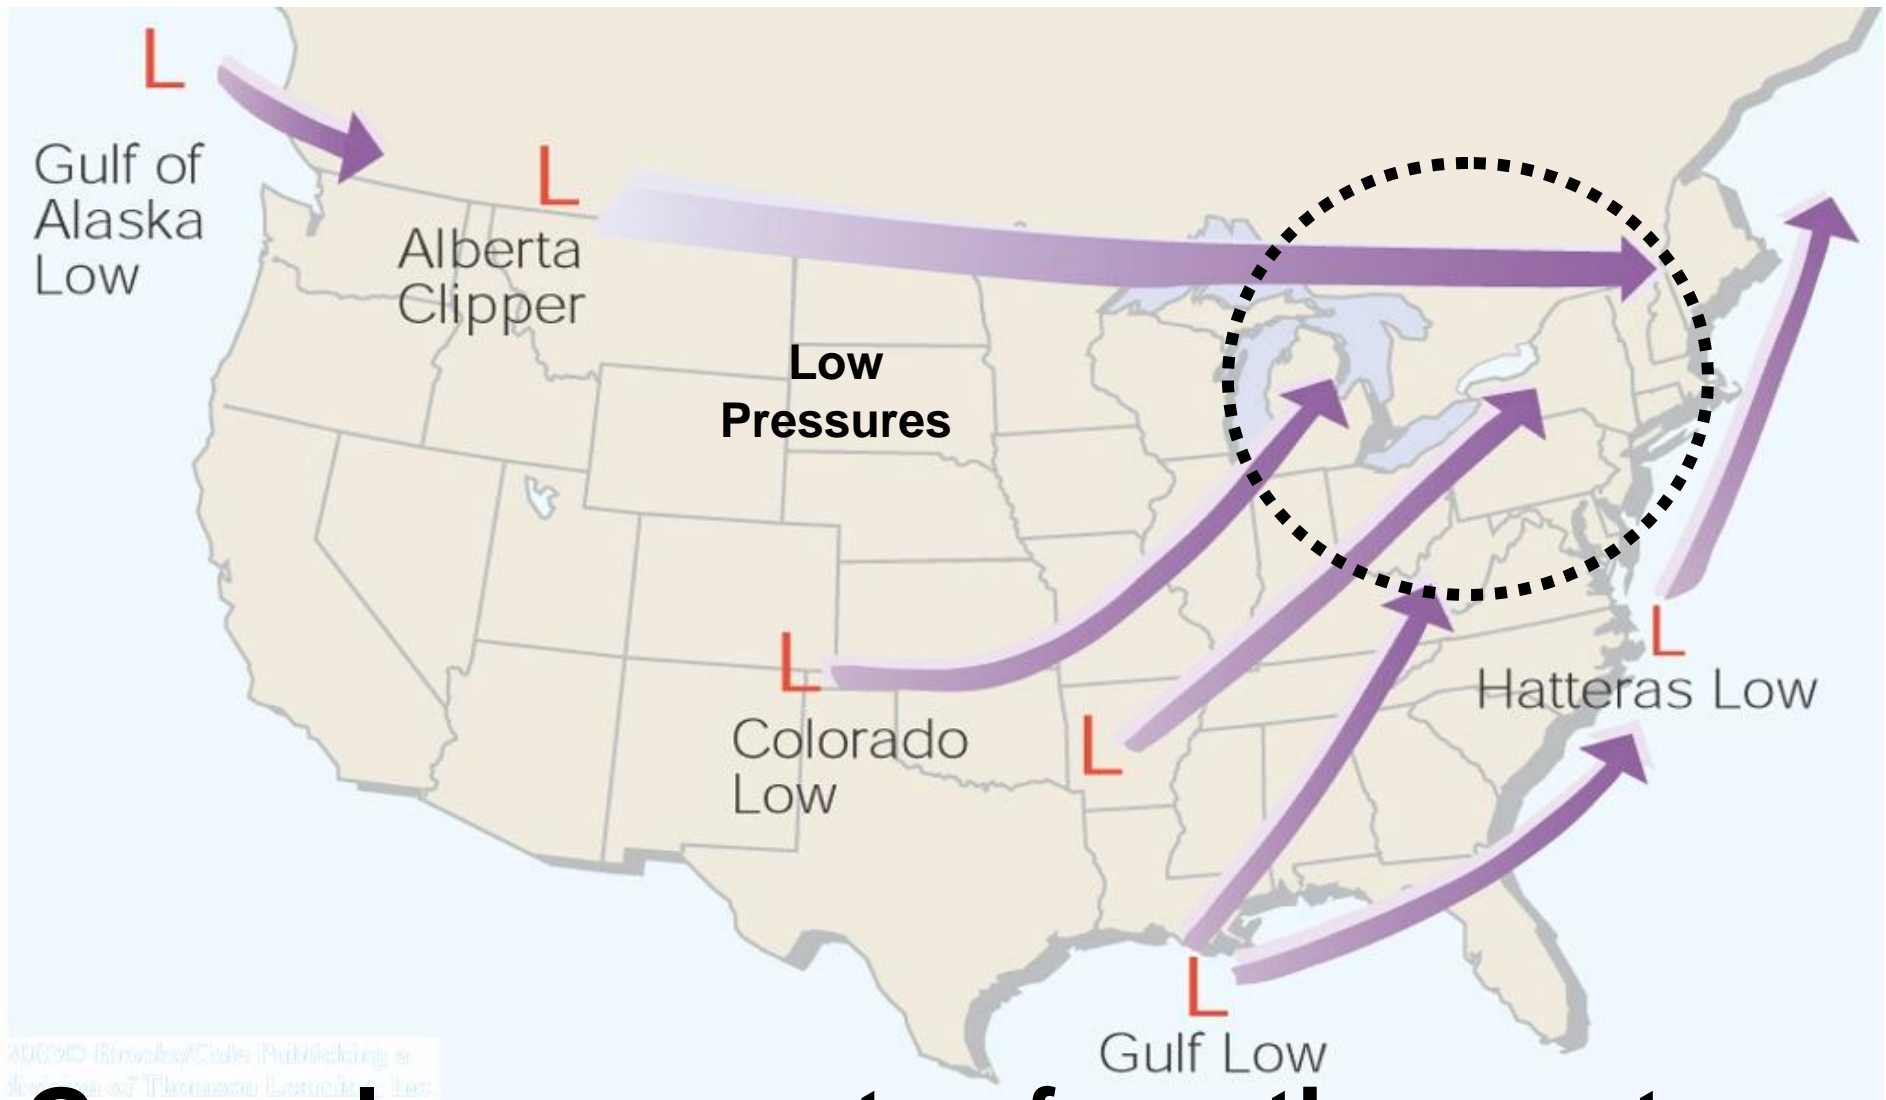 L
Gulf of
Alaska
Low
L
Alberta
Clipper
Low
Pressures
L
Colorado
Low
L
L
Hatteras Low
L
Gulf Low